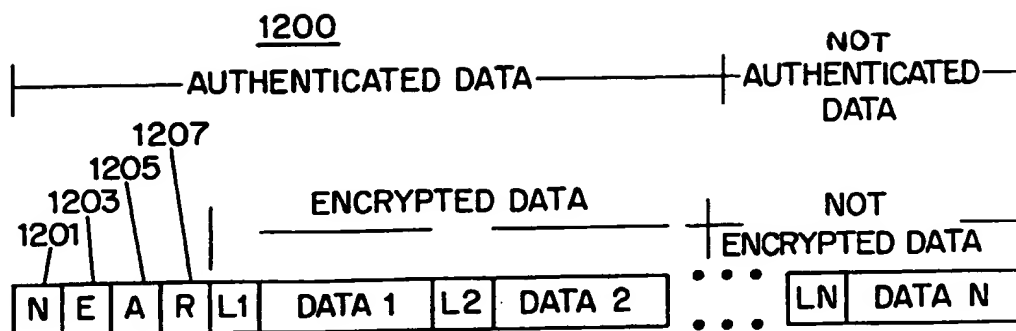 1200
AUTHENTICATED DATA
NOT
AUTHENTICATED
DATA
1207
1205
1203
1201
ENCRYPTED DATA
NOT
ENCRYPTED DATA
N E A R L1 DATA 1 L2 DATA 2 ••• LN DATA N
•••